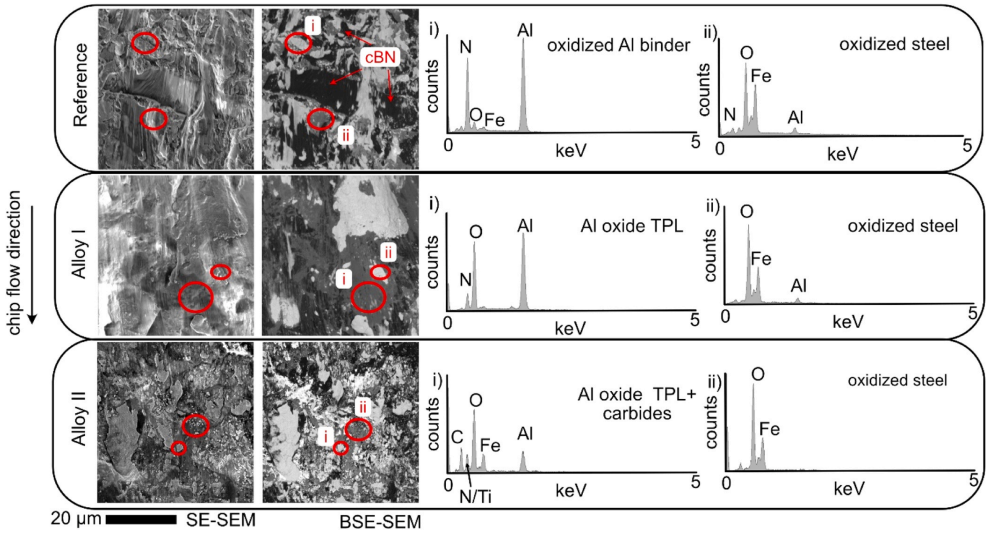 Reference
i
cBN
ii
i)
N
O
Fe
Al
oxidized Al binder
counts
0
keV
5
ii)
N
O
Fe
Al
oxidized steel
counts
0
keV
5
chip flow direction
Alloy I
i
ii
i)
N
O
Al
Al oxide TPL
counts
0
keV
5
ii)
O
Fe
Al
oxidized steel
counts
0
keV
5
Alloy II
i
ii
i)
C
O
Fe
Al
N/Ti
Al oxide TPL+
carbides
counts
0
keV
5
ii)
O
Fe
oxidized steel
counts
0
keV
5
20 µm
SE-SEM
BSE-SEM